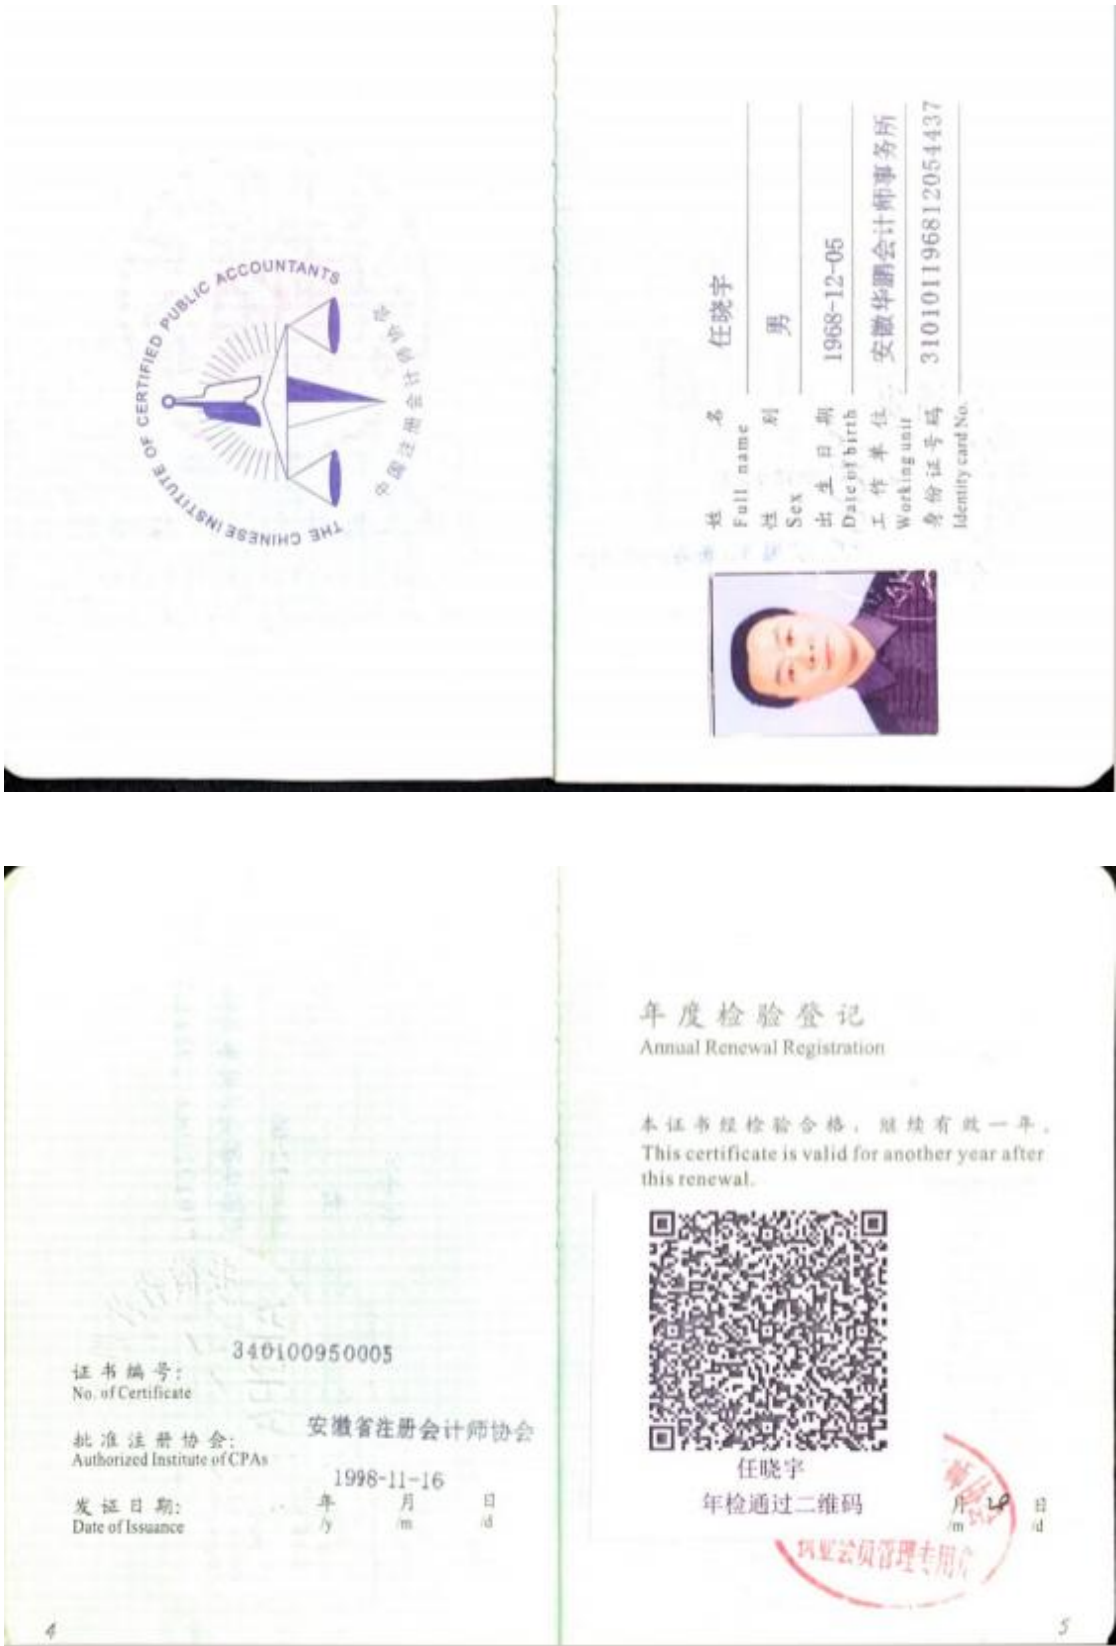 THE CHINESE INSTITUTE OF CERTIFIED PUBLIC ACCOUNTANTS
中国注册会计师协会
姓 名 任晓宇
Full name
性 别 男
Sex
出生日期 1968-12-05
Date of birth
工作单位 安徽华鹏会计师事务所
Working unit
身份证号码 310101196812054437
Identity card No.
年度检验登记
Annual Renewal Registration
本证书经检验合格，继续有效一年。
This certificate is valid for another year after
this renewal.
任晓宇
年检通过二维码
月 20 日
/m /d
5
证书编号: 340100950005
No. of Certificate
批准注册协会: 安徽省注册会计师协会
Authorized Institute of CPAs
1998-11-16
发证日期: 年 月 日
Date of Issuance /y /m /d
4